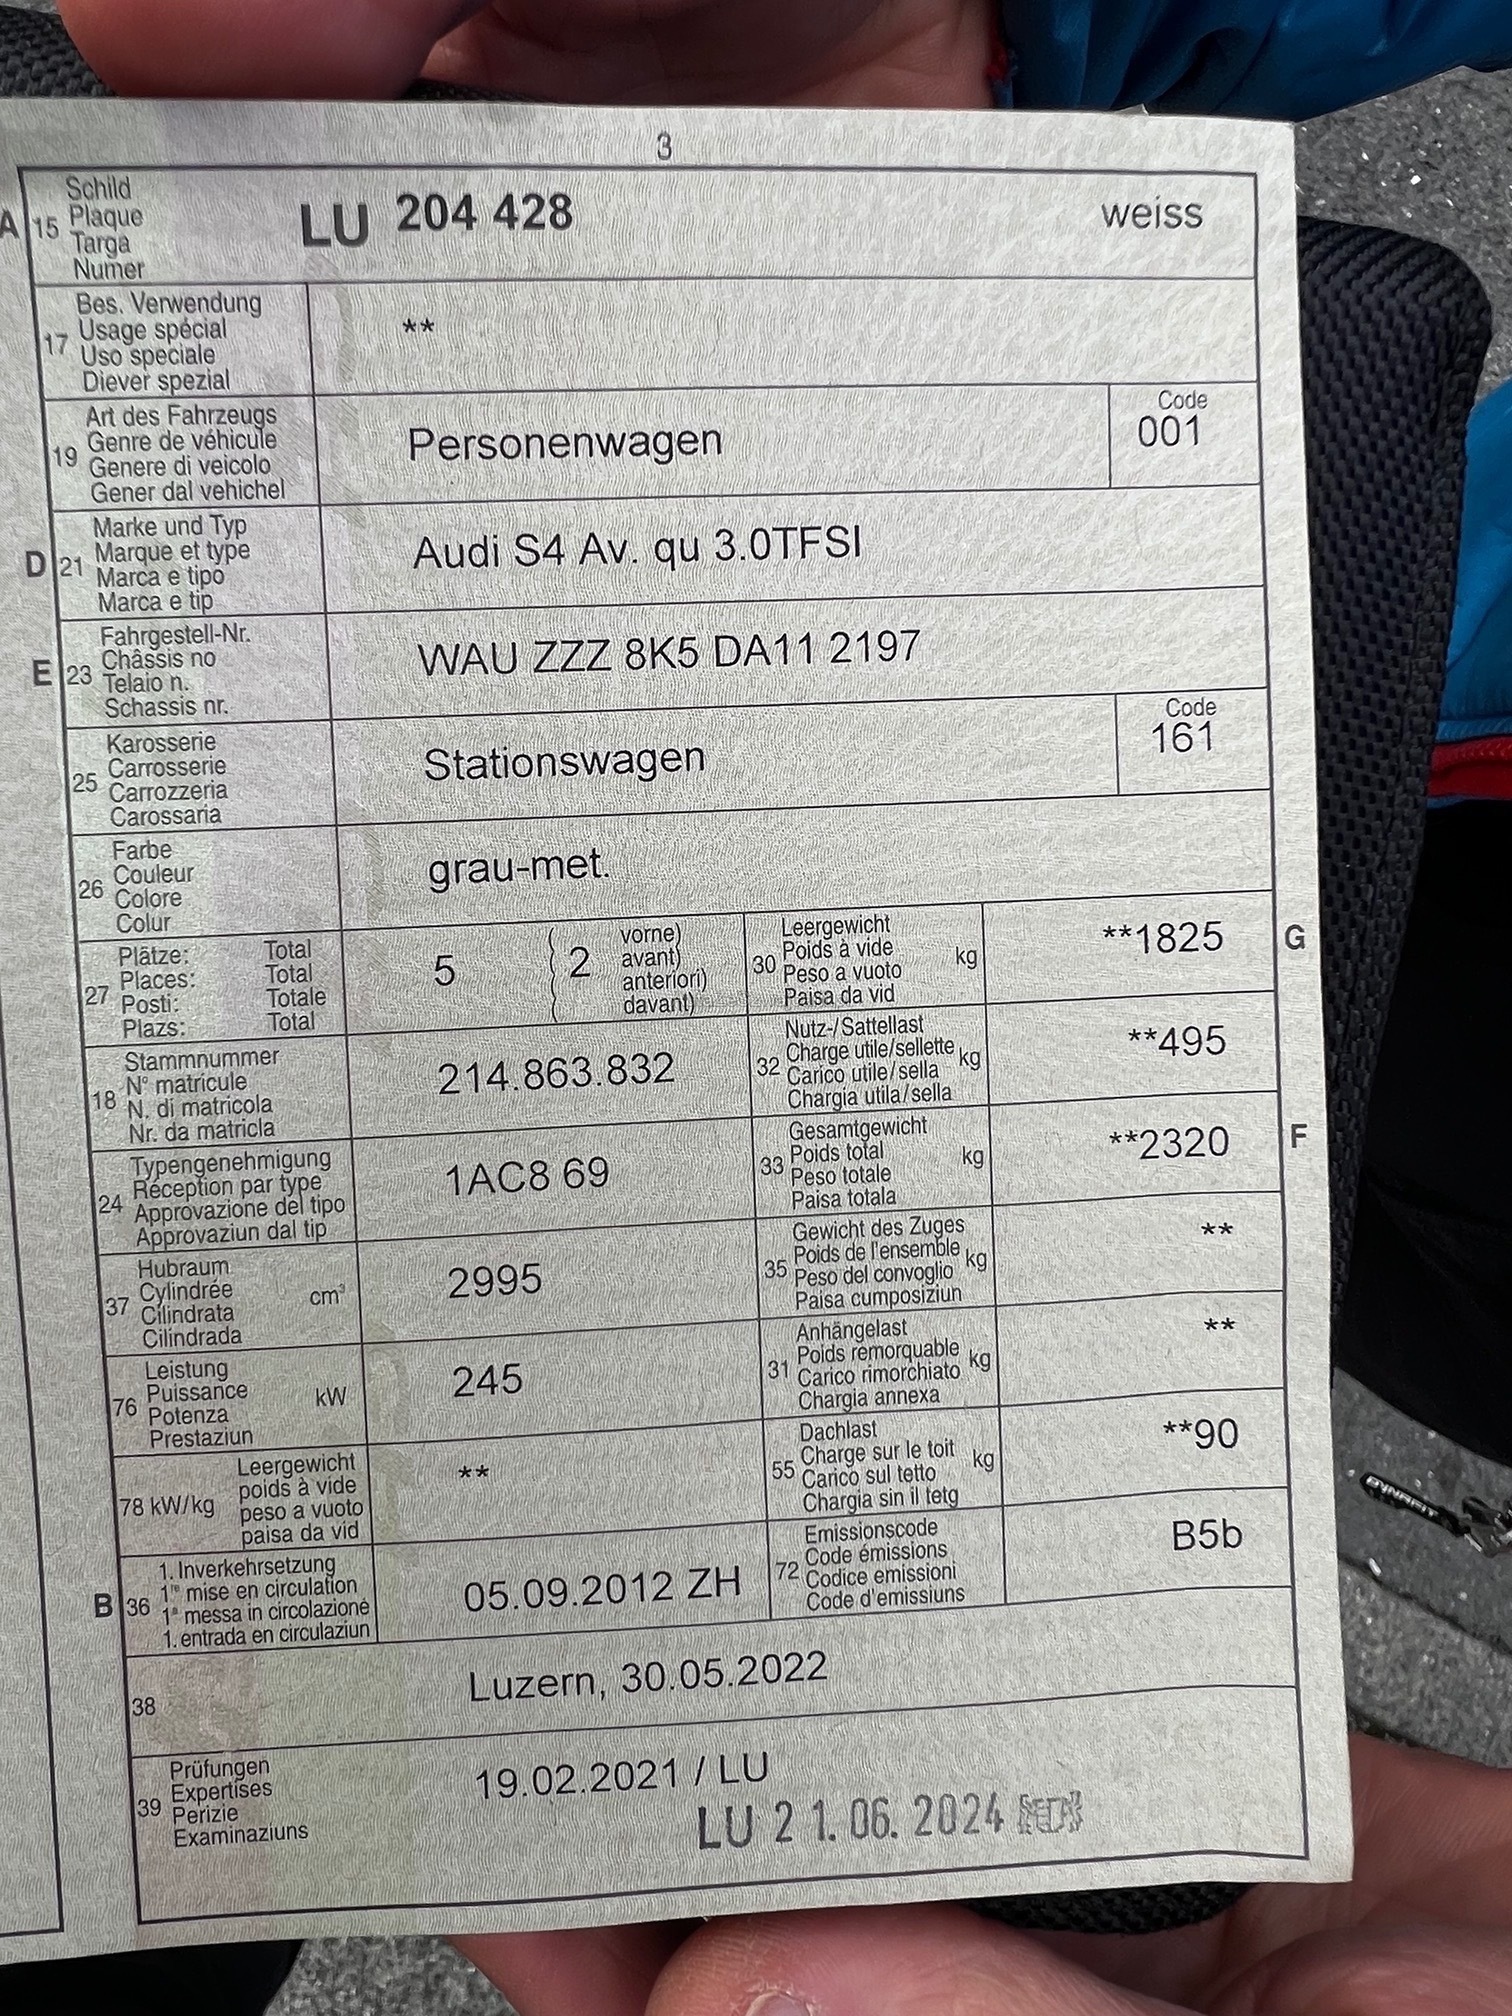 3
A 15 Schild
Plaque
Targa
Numer
LU 204 428 weiss
17 Bes. Verwendung
Usage spécial
Uso speciale
Diever spezial
**
19 Art des Fahrzeugs
Genre de véhicule
Genere di veicolo
Gener dal vehichel
Personenwagen
Code
001
D 21 Marke und Typ
Marque et type
Marca e tipo
Marca e tip
Audi S4 Av. qu 3.0TFSI
E 23 Fahrgestell-Nr.
Châssis no
Telaio n.
Schassis nr.
WAU ZZZ 8K5 DA11 2197
25 Karosserie
Carrosserie
Carrozzeria
Carossaria
Stationswagen
Code
161
26 Farbe
Couleur
Colore
Colur
grau-met.
27 Plätze: Total
Places: Total
Posti: Totale
Plazs: Total
5 ( 2 vorne)
avant)
anteriori)
davant)
30 Leergewicht
Poids à vide
Peso a vuoto
Paisa da vid
kg
**1825 G
18 Stammnummer
N° matricule
N. di matricola
Nr. da matricla
214.863.832
32 Nutz-/Sattellast
Charge utile/sellette
Carico utile/sella
Chargia utila/sella
kg
**495
24 Typengenehmigung
Réception par type
Approvazione del tipo
Approvaziun dal tip
1AC8 69
33 Gesamtgewicht
Poids total
Peso totale
Paisa totala
kg
**2320 F
37 Hubraum
Cylindrée
Cilindrata
Cilindrada
cm³
2995
35 Gewicht des Zuges
Poids de l'ensemble
Peso del convoglio
Paisa cumposiziun
kg
**
76 Leistung
Puissance
Potenza
Prestaziun
kW
245
31 Anhängelast
Poids remorquable
Carico rimorchiato
Chargia annexa
kg
**
78 kW/kg Leergewicht
poids à vide
peso a vuoto
paisa da vid
**
55 Dachlast
Charge sur le toit
Carico sul tetto
Chargia sin il tetg
kg
**90
B 36 1. Inverkehrsetzung
1re mise en circulation
1a messa in circolazione
1. entrada en circulaziun
05.09.2012 ZH
72 Emissionscode
Code émissions
Codice emissioni
Code d'emissiuns
B5b
38 Luzern, 30.05.2022
39 Prüfungen
Expertises
Perizie
Examinaziuns
19.02.2021 / LU
LU 21.06.2024
DYNAFIT